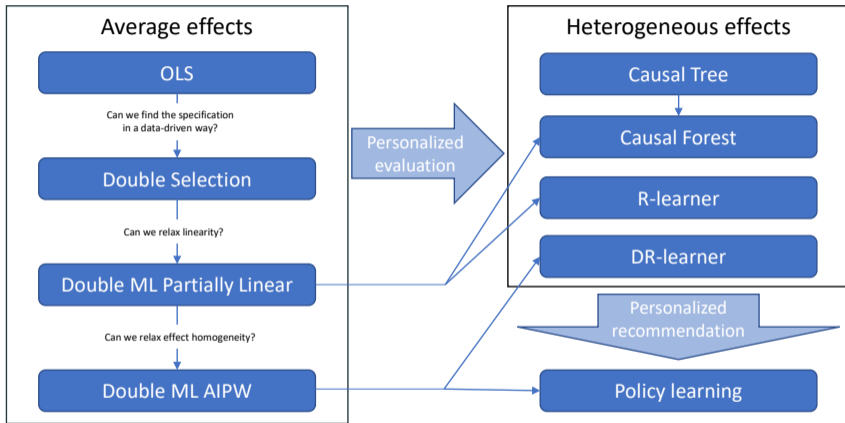 Average effects
OLS
Can we find the specification
in a data-driven way?
Double Selection
Can we relax linearity?
Double ML Partially Linear
Can we relax effect homogeneity?
Double ML AIPW
Personalized
evaluation
Heterogeneous effects
Causal Tree
Causal Forest
R-learner
DR-learner
Personalized
recommendation
Policy learning